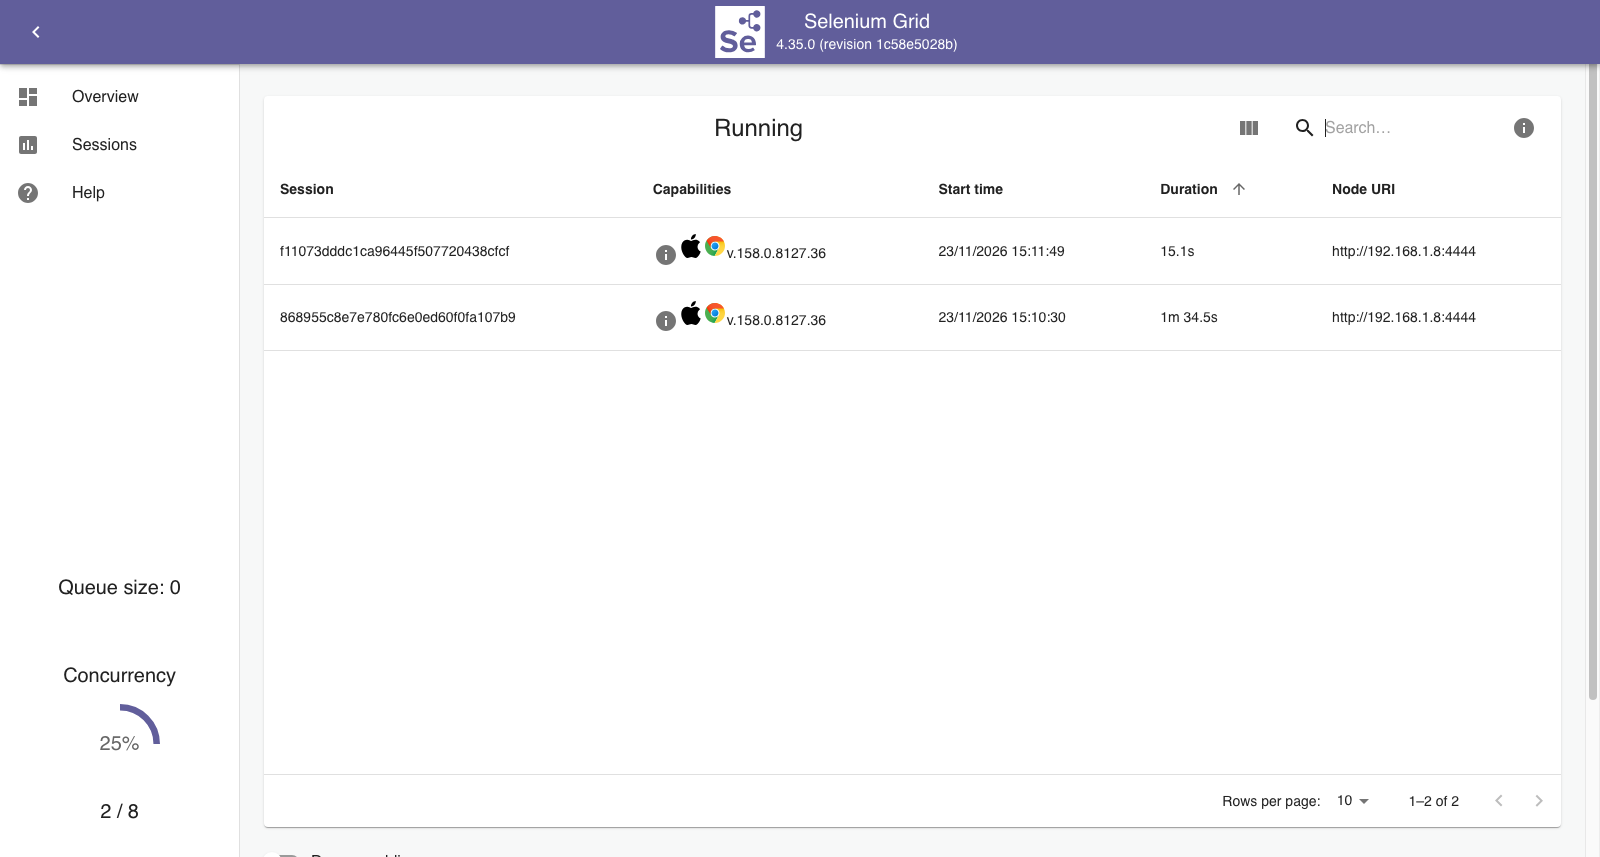 Se
Selenium Grid
4.35.0 (revision 1c58e5028b)
Overview
Sessions
Help
Queue size: 0
Concurrency
25%
2 / 8
Running
Search…
Session Capabilities Start time Duration Node URI
f11073dddc1ca96445f507720438cfcf v.158.0.8127.36 23/11/2026 15:11:49 15.1s http://192.168.1.8:4444
868955c8e7e780fc6e0ed60f0fa107b9 v.158.0.8127.36 23/11/2026 15:10:30 1m 34.5s http://192.168.1.8:4444
Rows per page: 10 1–2 of 2